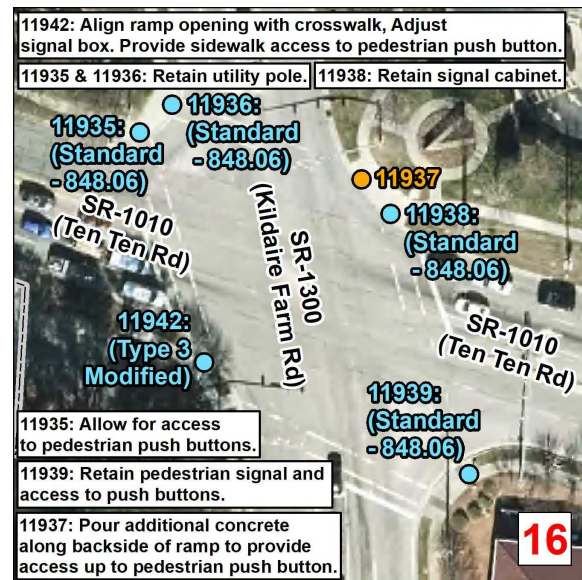 11942: Align ramp opening with crosswalk, Adjust
signal box. Provide sidewalk access to pedestrian push button.
11935 & 11936: Retain utility pole.
11938: Retain signal cabinet.
11936:
(Standard
- 848.06)
11935:
(Standard
- 848.06)
11937
11938:
(Standard
- 848.06)
SR-1010
(Ten Ten Rd)
SR-1300
(Kildaire Farm Rd)
SR-1010
(Ten Ten Rd)
11942:
(Type 3
Modified)
11939:
(Standard
- 848.06)
11935: Allow for access
to pedestrian push buttons.
11939: Retain pedestrian signal and
access to push buttons.
11937: Pour additional concrete
along backside of ramp to provide
access up to pedestrian push button.
16